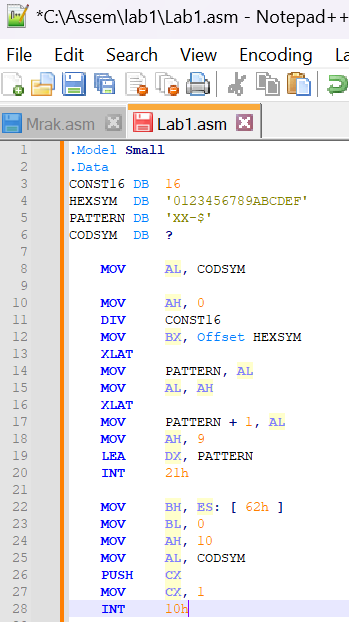 *C:\Assem\lab1\Lab1.asm - Notepad++
File Edit Search View Encoding La
Mrak.asm Lab1.asm
1 .Model Small
2 .Data
3 CONST16 DB 16
4 HEXSYM DB '0123456789ABCDEF'
5 PATTERN DB 'XX-$'
6 CODSYM DB ?
7
8 MOV AL, CODSYM
9
10 MOV AH, 0
11 DIV CONST16
12 MOV BX, Offset HEXSYM
13 XLAT
14 MOV PATTERN, AL
15 MOV AL, AH
16 XLAT
17 MOV PATTERN + 1, AL
18 MOV AH, 9
19 LEA DX, PATTERN
20 INT 21h
21
22 MOV BH, ES: [ 62h ]
23 MOV BL, 0
24 MOV AH, 10
25 MOV AL, CODSYM
26 PUSH CX
27 MOV CX, 1
28 INT 10h